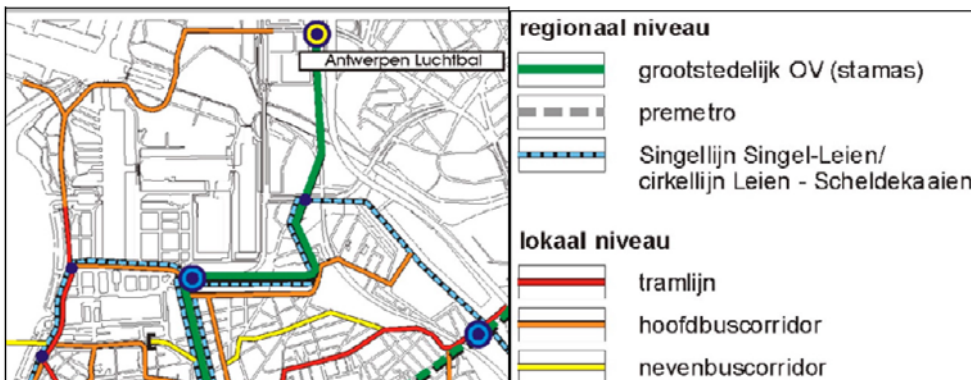 Antwerpen Luchtbal
regionaal niveau
grootstedelijk OV (stamas)
premetro
Singellijn Singel-Leien/
cirkellijn Leien - Scheldekaaien
lokaal niveau
tramlijn
hoofdbuscorridor
nevenbuscorridor